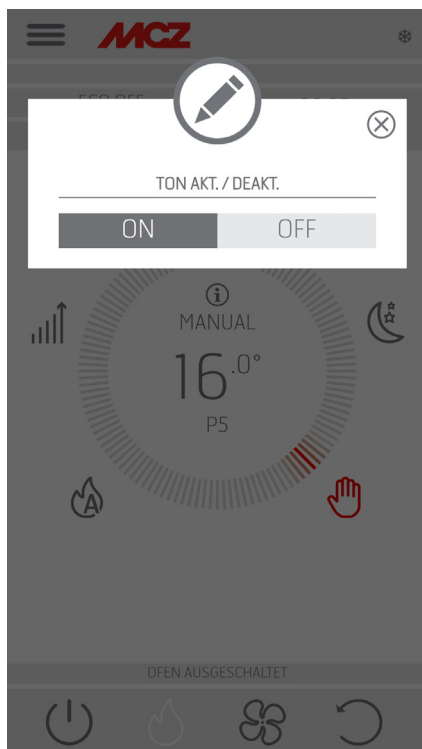 MCZ
TON AKT. / DEAKT.
ON OFF
MANUAL
16.0°
P5
A
OFEN AUSGESCHALTET